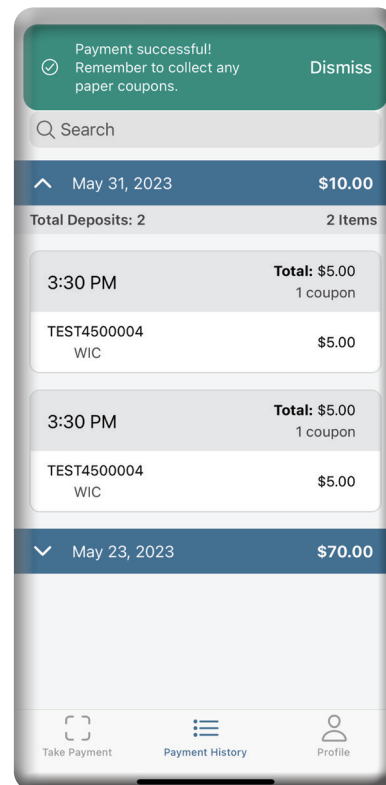 Payment successful!
Remember to collect any
paper coupons.
Dismiss
Search
May 31, 2023 $10.00
Total Deposits: 2 2 Items
3:30 PM Total: $5.00
1 coupon
TEST4500004 $5.00
WIC
3:30 PM Total: $5.00
1 coupon
TEST4500004 $5.00
WIC
May 23, 2023 $70.00
Take Payment Payment History Profile